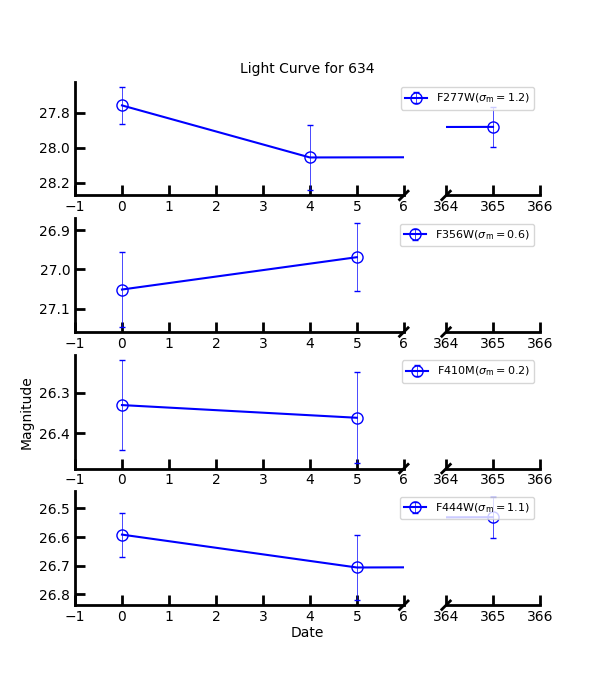 Light Curve for 634
F277W(σm = 1.2)
27.8
28.0
28.2
−1 0 1 2 3 4 5 6 364 365 366
F356W(σm = 0.6)
26.9
27.0
27.1
−1 0 1 2 3 4 5 6 364 365 366
F410M(σm = 0.2)
26.3
26.4
Magnitude
−1 0 1 2 3 4 5 6 364 365 366
F444W(σm = 1.1)
26.5
26.6
26.7
26.8
−1 0 1 2 3 4 5 6 364 365 366
Date